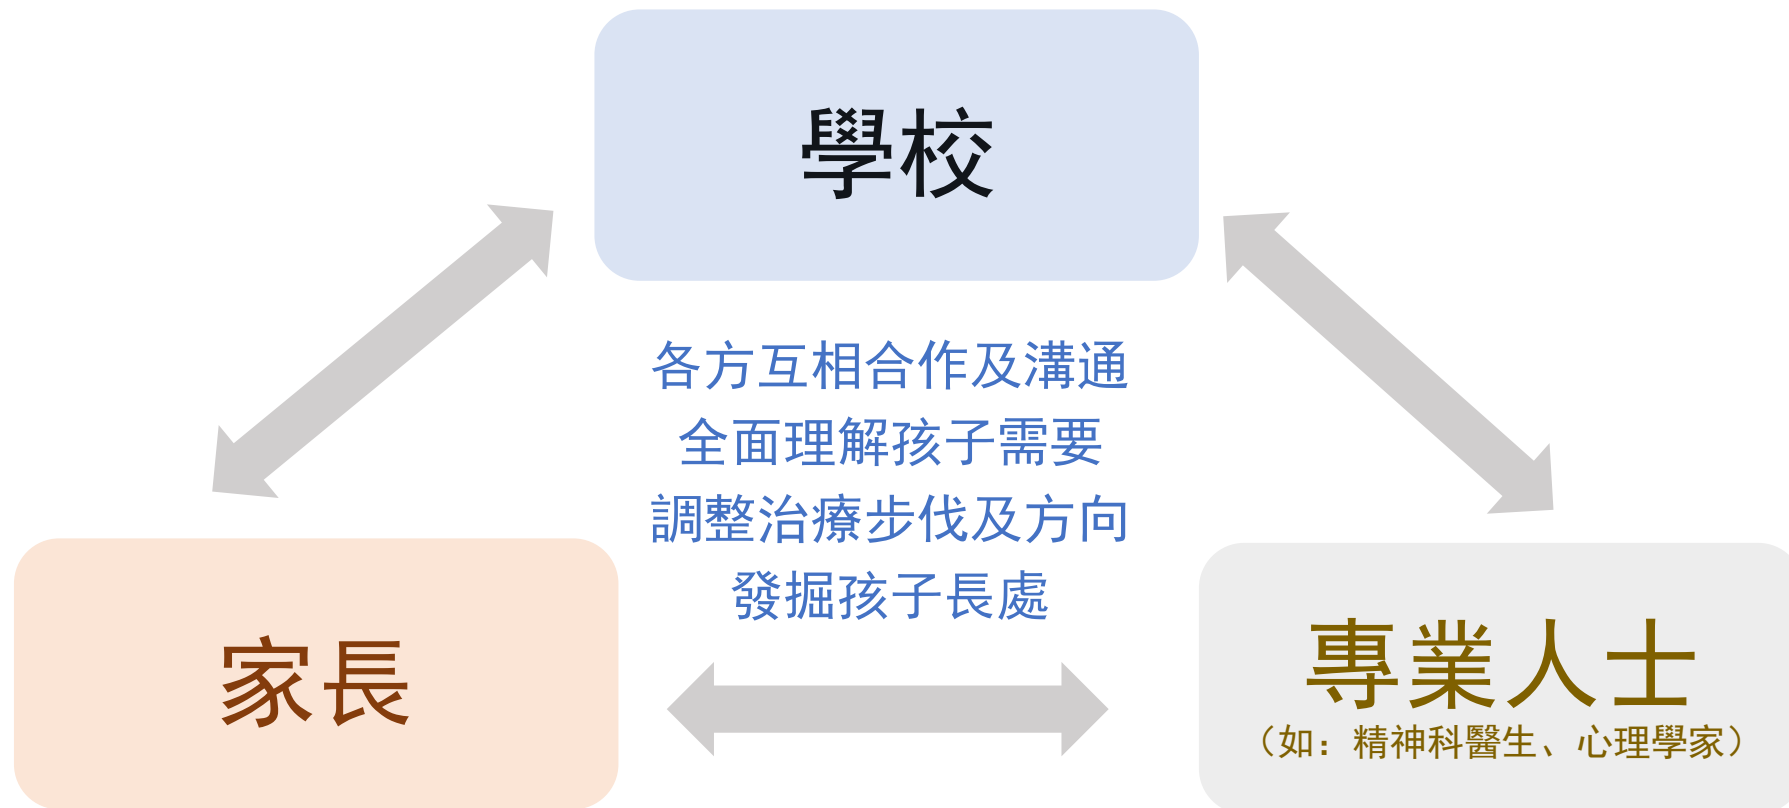 學校
各方互相合作及溝通
全面理解孩子需要
調整治療步伐及方向
發掘孩子長處
家長
專業人士
（如：精神科醫生、心理學家）